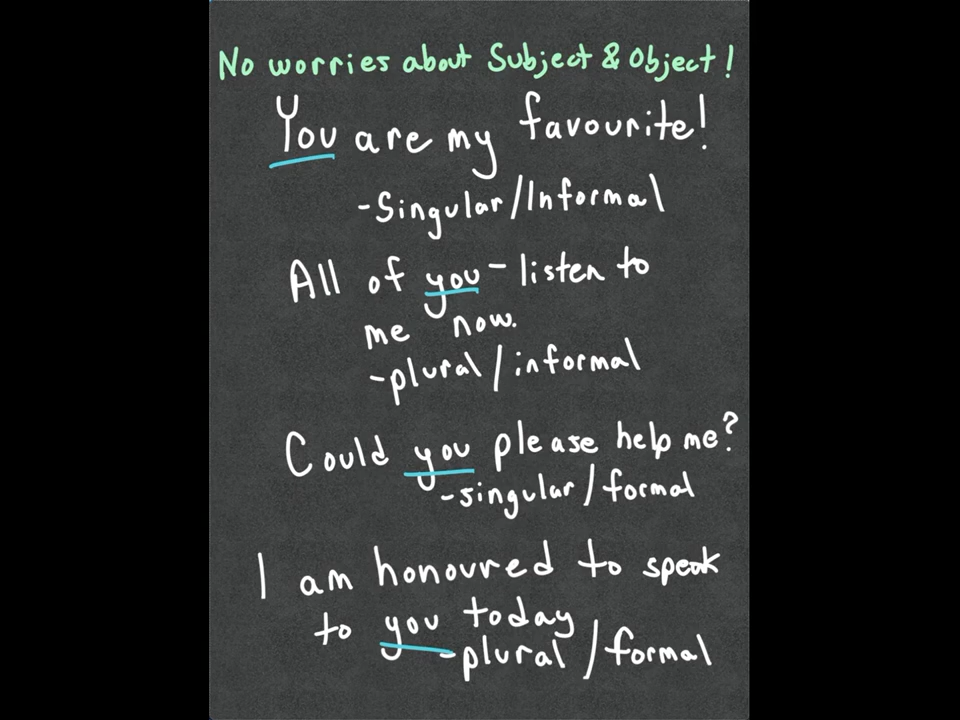 No worries about Subject & Object!
You are my favourite!
-Singular/Informal
All of you - listen to
me now.
-plural/informal
Could you please help me?
-singular/formal
I am honoured to speak
to you today
-plural/formal